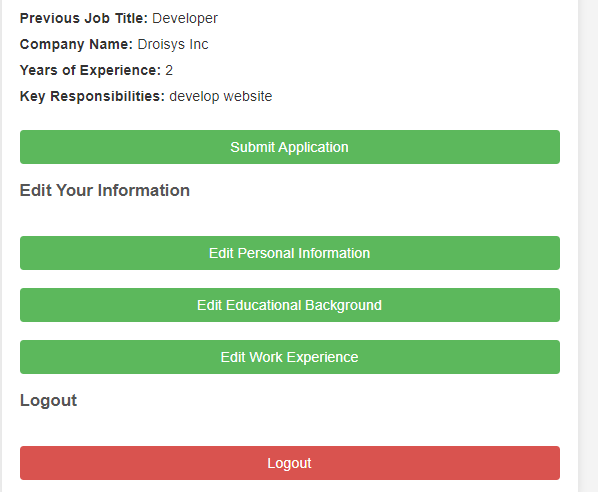 Previous Job Title: Developer
Company Name: Droisys Inc
Years of Experience: 2
Key Responsibilities: develop website
Submit Application
Edit Your Information
Edit Personal Information
Edit Educational Background
Edit Work Experience
Logout
Logout